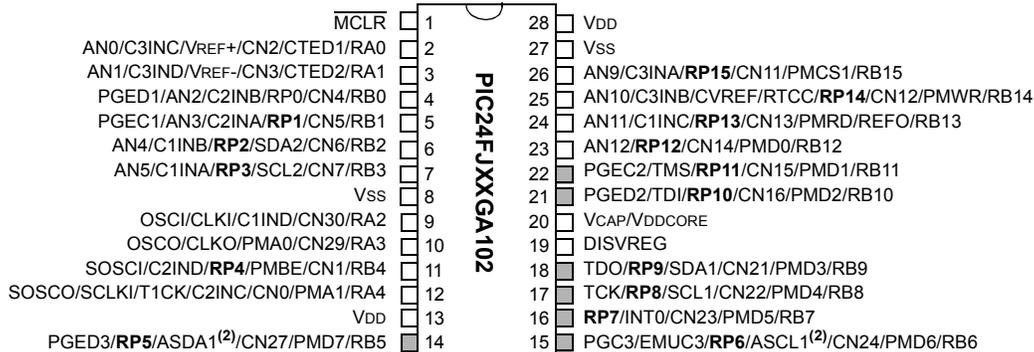 MCLR 1
AN0/C3INC/VREF+/CN2/CTED1/RA0 2
AN1/C3IND/VREF-/CN3/CTED2/RA1 3
PGED1/AN2/C2INB/RP0/CN4/RB0 4
PGEC1/AN3/C2INA/RP1/CN5/RB1 5
AN4/C1INB/RP2/SDA2/CN6/RB2 6
AN5/C1INA/RP3/SCL2/CN7/RB3 7
VSS 8
OSCI/CLKI/C1IND/CN30/RA2 9
OSCO/CLKO/PMA0/CN29/RA3 10
SOSCI/C2IND/RP4/PMBE/CN1/RB4 11
SOSCO/SCLKI/T1CK/C2INC/CN0/PMA1/RA4 12
VDD 13
PGED3/RP5/ASDA1(2)/CN27/PMD7/RB5 14
PIC24FJXXGA102
28 VDD
27 VSS
26 AN9/C3INA/RP15/CN11/PMCS1/RB15
25 AN10/C3INB/CVREF/RTCC/RP14/CN12/PMWR/RB14
24 AN11/C1INC/RP13/CN13/PMRD/REFO/RB13
23 AN12/RP12/CN14/PMD0/RB12
22 PGEC2/TMS/RP11/CN15/PMD1/RB11
21 PGED2/TDI/RP10/CN16/PMD2/RB10
20 VCAP/VDDCORE
19 DISVREG
18 TDO/RP9/SDA1/CN21/PMD3/RB9
17 TCK/RP8/SCL1/CN22/PMD4/RB8
16 RP7/INT0/CN23/PMD5/RB7
15 PGC3/EMUC3/RP6/ASCL1(2)/CN24/PMD6/RB6